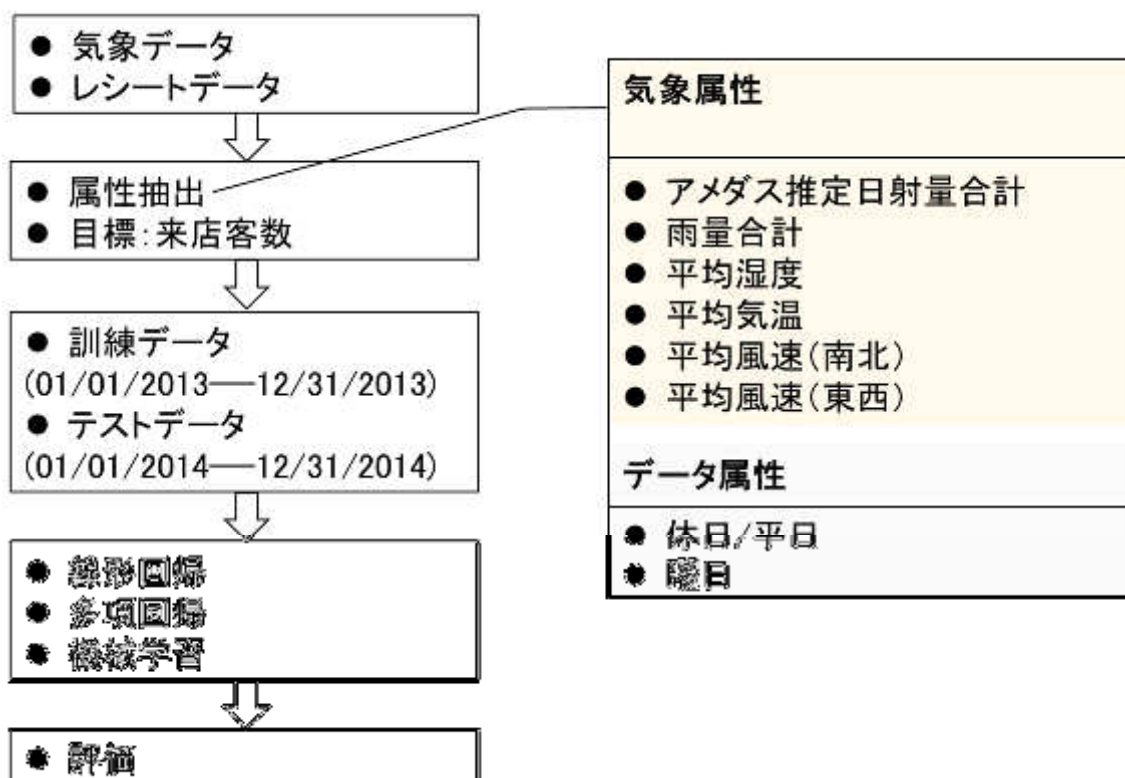 ● 気象データ
● レシートデータ
● 属性抽出
● 目標:来店客数
● 訓練データ
(01/01/2013──12/31/2013)
● テストデータ
(01/01/2014──12/31/2014)
● 線形回帰
● 多項回帰
● 機械学習
● 評価
気象属性
● アメダス推定日射量合計
● 雨量合計
● 平均湿度
● 平均気温
● 平均風速(南北)
● 平均風速(東西)
データ属性
● 休日/平日
● 曜日